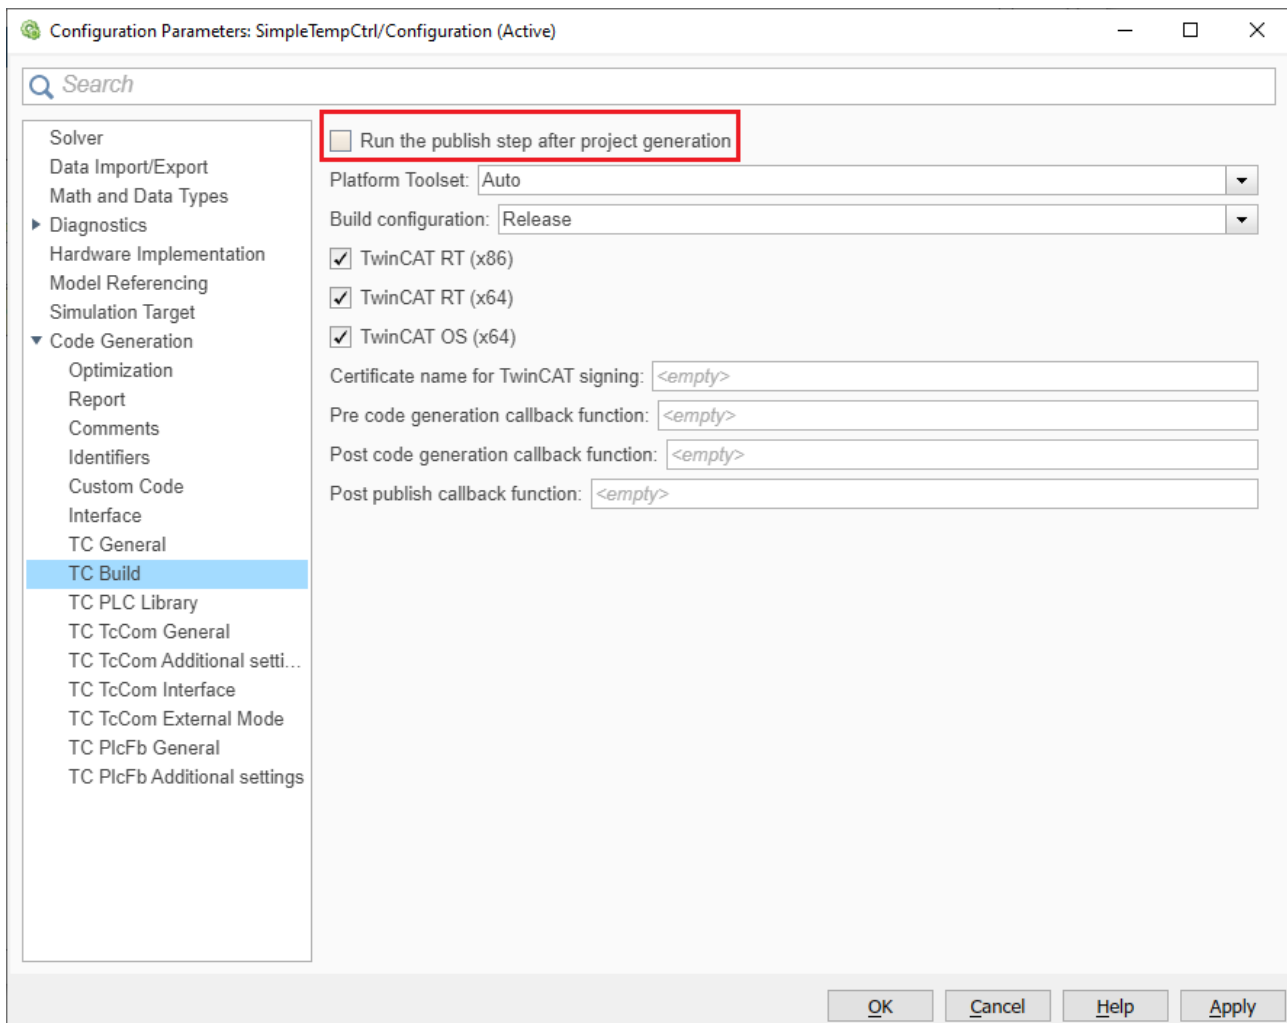 Configuration Parameters: SimpleTempCtrl/Configuration (Active)
Search
Solver
Data Import/Export
Math and Data Types
Diagnostics
Hardware Implementation
Model Referencing
Simulation Target
Code Generation
Optimization
Report
Comments
Identifiers
Custom Code
Interface
TC General
TC Build
TC PLC Library
TC TcCom General
TC TcCom Additional setti...
TC TcCom Interface
TC TcCom External Mode
TC PlcFb General
TC PlcFb Additional settings
Run the publish step after project generation
Platform Toolset: Auto
Build configuration: Release
TwinCAT RT (x86)
TwinCAT RT (x64)
TwinCAT OS (x64)
Certificate name for TwinCAT signing: <empty>
Pre code generation callback function: <empty>
Post code generation callback function: <empty>
Post publish callback function: <empty>
OK Cancel Help Apply